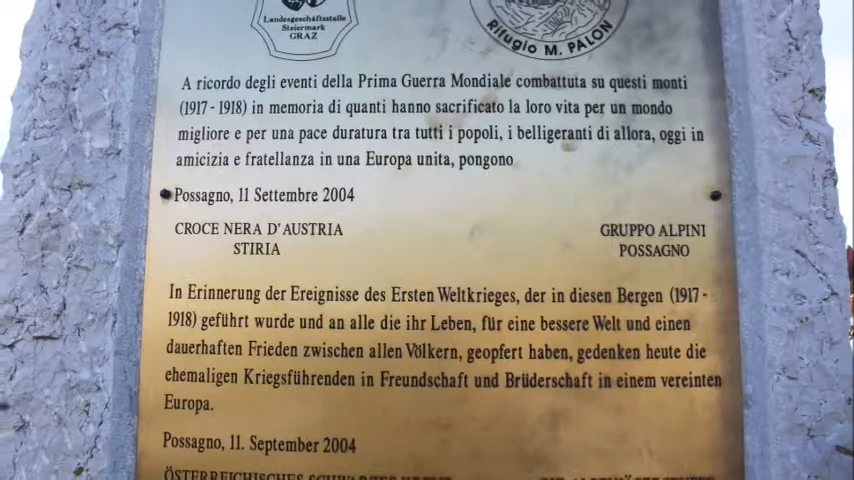 Landesgeschäftsstelle
Steiermark
GRAZ
Rifugio M. PALON
A ricordo degli eventi della Prima Guerra Mondiale combattuta su questi monti
(1917-1918) in memoria di quanti hanno sacrificato la loro vita per un mondo
migliore e per una pace duratura tra tutti i popoli, i belligeranti di allora, oggi in
amicizia e fratellanza in una Europa unita, pongono
Possagno, 11 Settembre 2004
CROCE NERA D'AUSTRIA
STIRIA
GRUPPO ALPINI
POSSAGNO
In Erinnerung der Ereignisse des Ersten Weltkrieges, der in diesen Bergen (1917-
1918) geführt wurde und an alle die ihr Leben, für eine bessere Welt und einen
dauerhaften Frieden zwischen allen Völkern, geopfert haben, gedenken heute die
ehemaligen Kriegsführenden in Freundschaft und Brüderschaft in einem vereinten
Europa.
Possagno, 11. September 2004
ÖSTERREICHISCHES